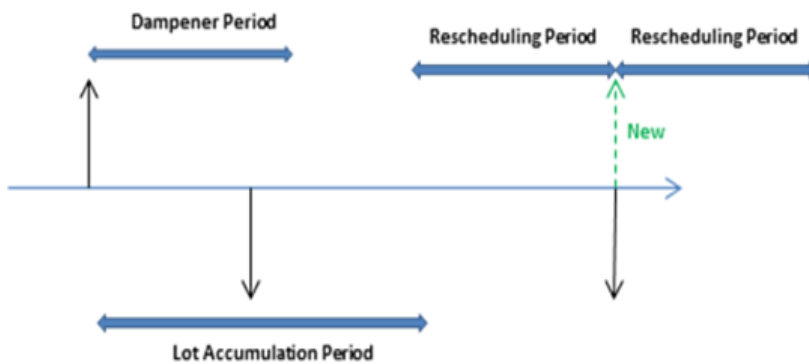 Dampener Period
Rescheduling Period
Rescheduling Period
New
Lot Accumulation Period